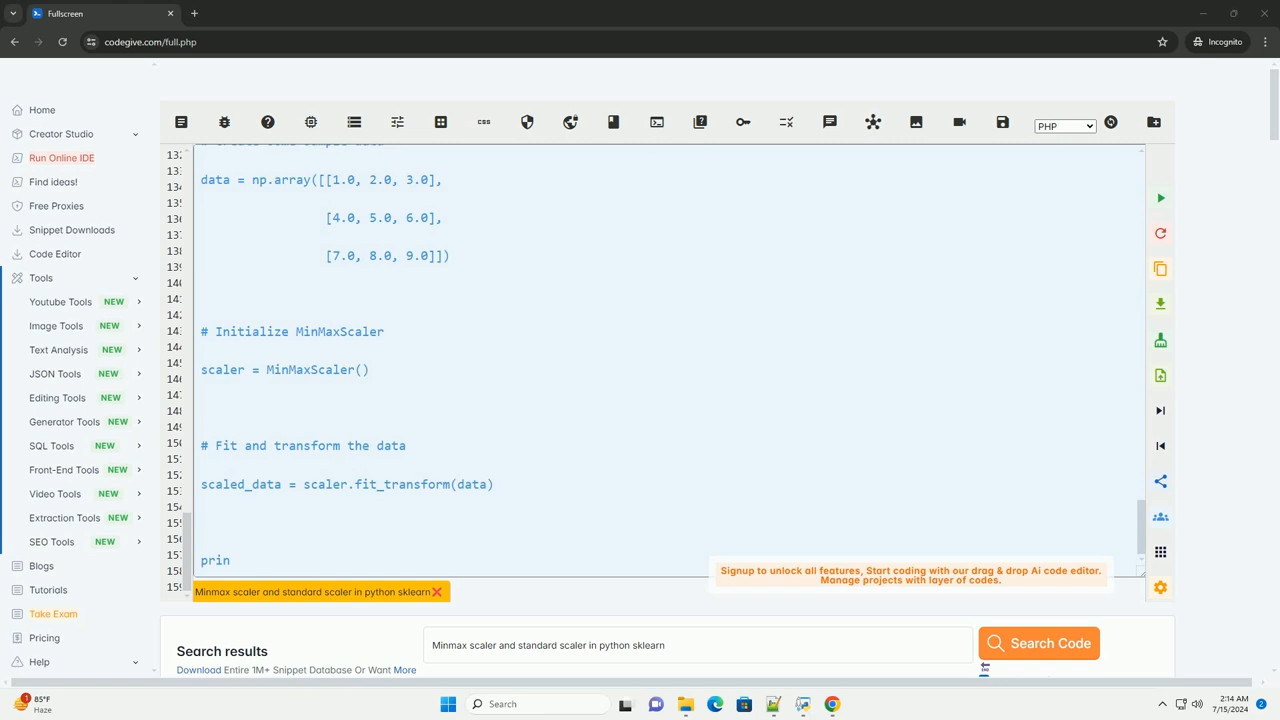 Fullscreen
codegive.com/full.php
Incognito
Home
Creator Studio
Run Online IDE
Find ideas!
Free Proxies
Snippet Downloads
Code Editor
Tools
Youtube Tools NEW
Image Tools NEW
Text Analysis NEW
JSON Tools NEW
Editing Tools NEW
Generator Tools NEW
SQL Tools NEW
Front-End Tools NEW
Video Tools NEW
Extraction Tools NEW
SEO Tools NEW
Blogs
Tutorials
Take Exam
Pricing
Help
css
PHP
data = np.array([[1.0, 2.0, 3.0],
[4.0, 5.0, 6.0],
[7.0, 8.0, 9.0]])
# Initialize MinMaxScaler
scaler = MinMaxScaler()
# Fit and transform the data
scaled_data = scaler.fit_transform(data)
prin
Signup to unlock all features, Start coding with our drag & drop Ai code editor.
Manage projects with layer of codes.
Minmax scaler and standard scaler in python sklearn
Search results
Download Entire 1M+ Snippet Database Or Want More
Minmax scaler and standard scaler in python sklearn
Search Code
85°F
Haze
Search
2:14 AM
7/15/2024